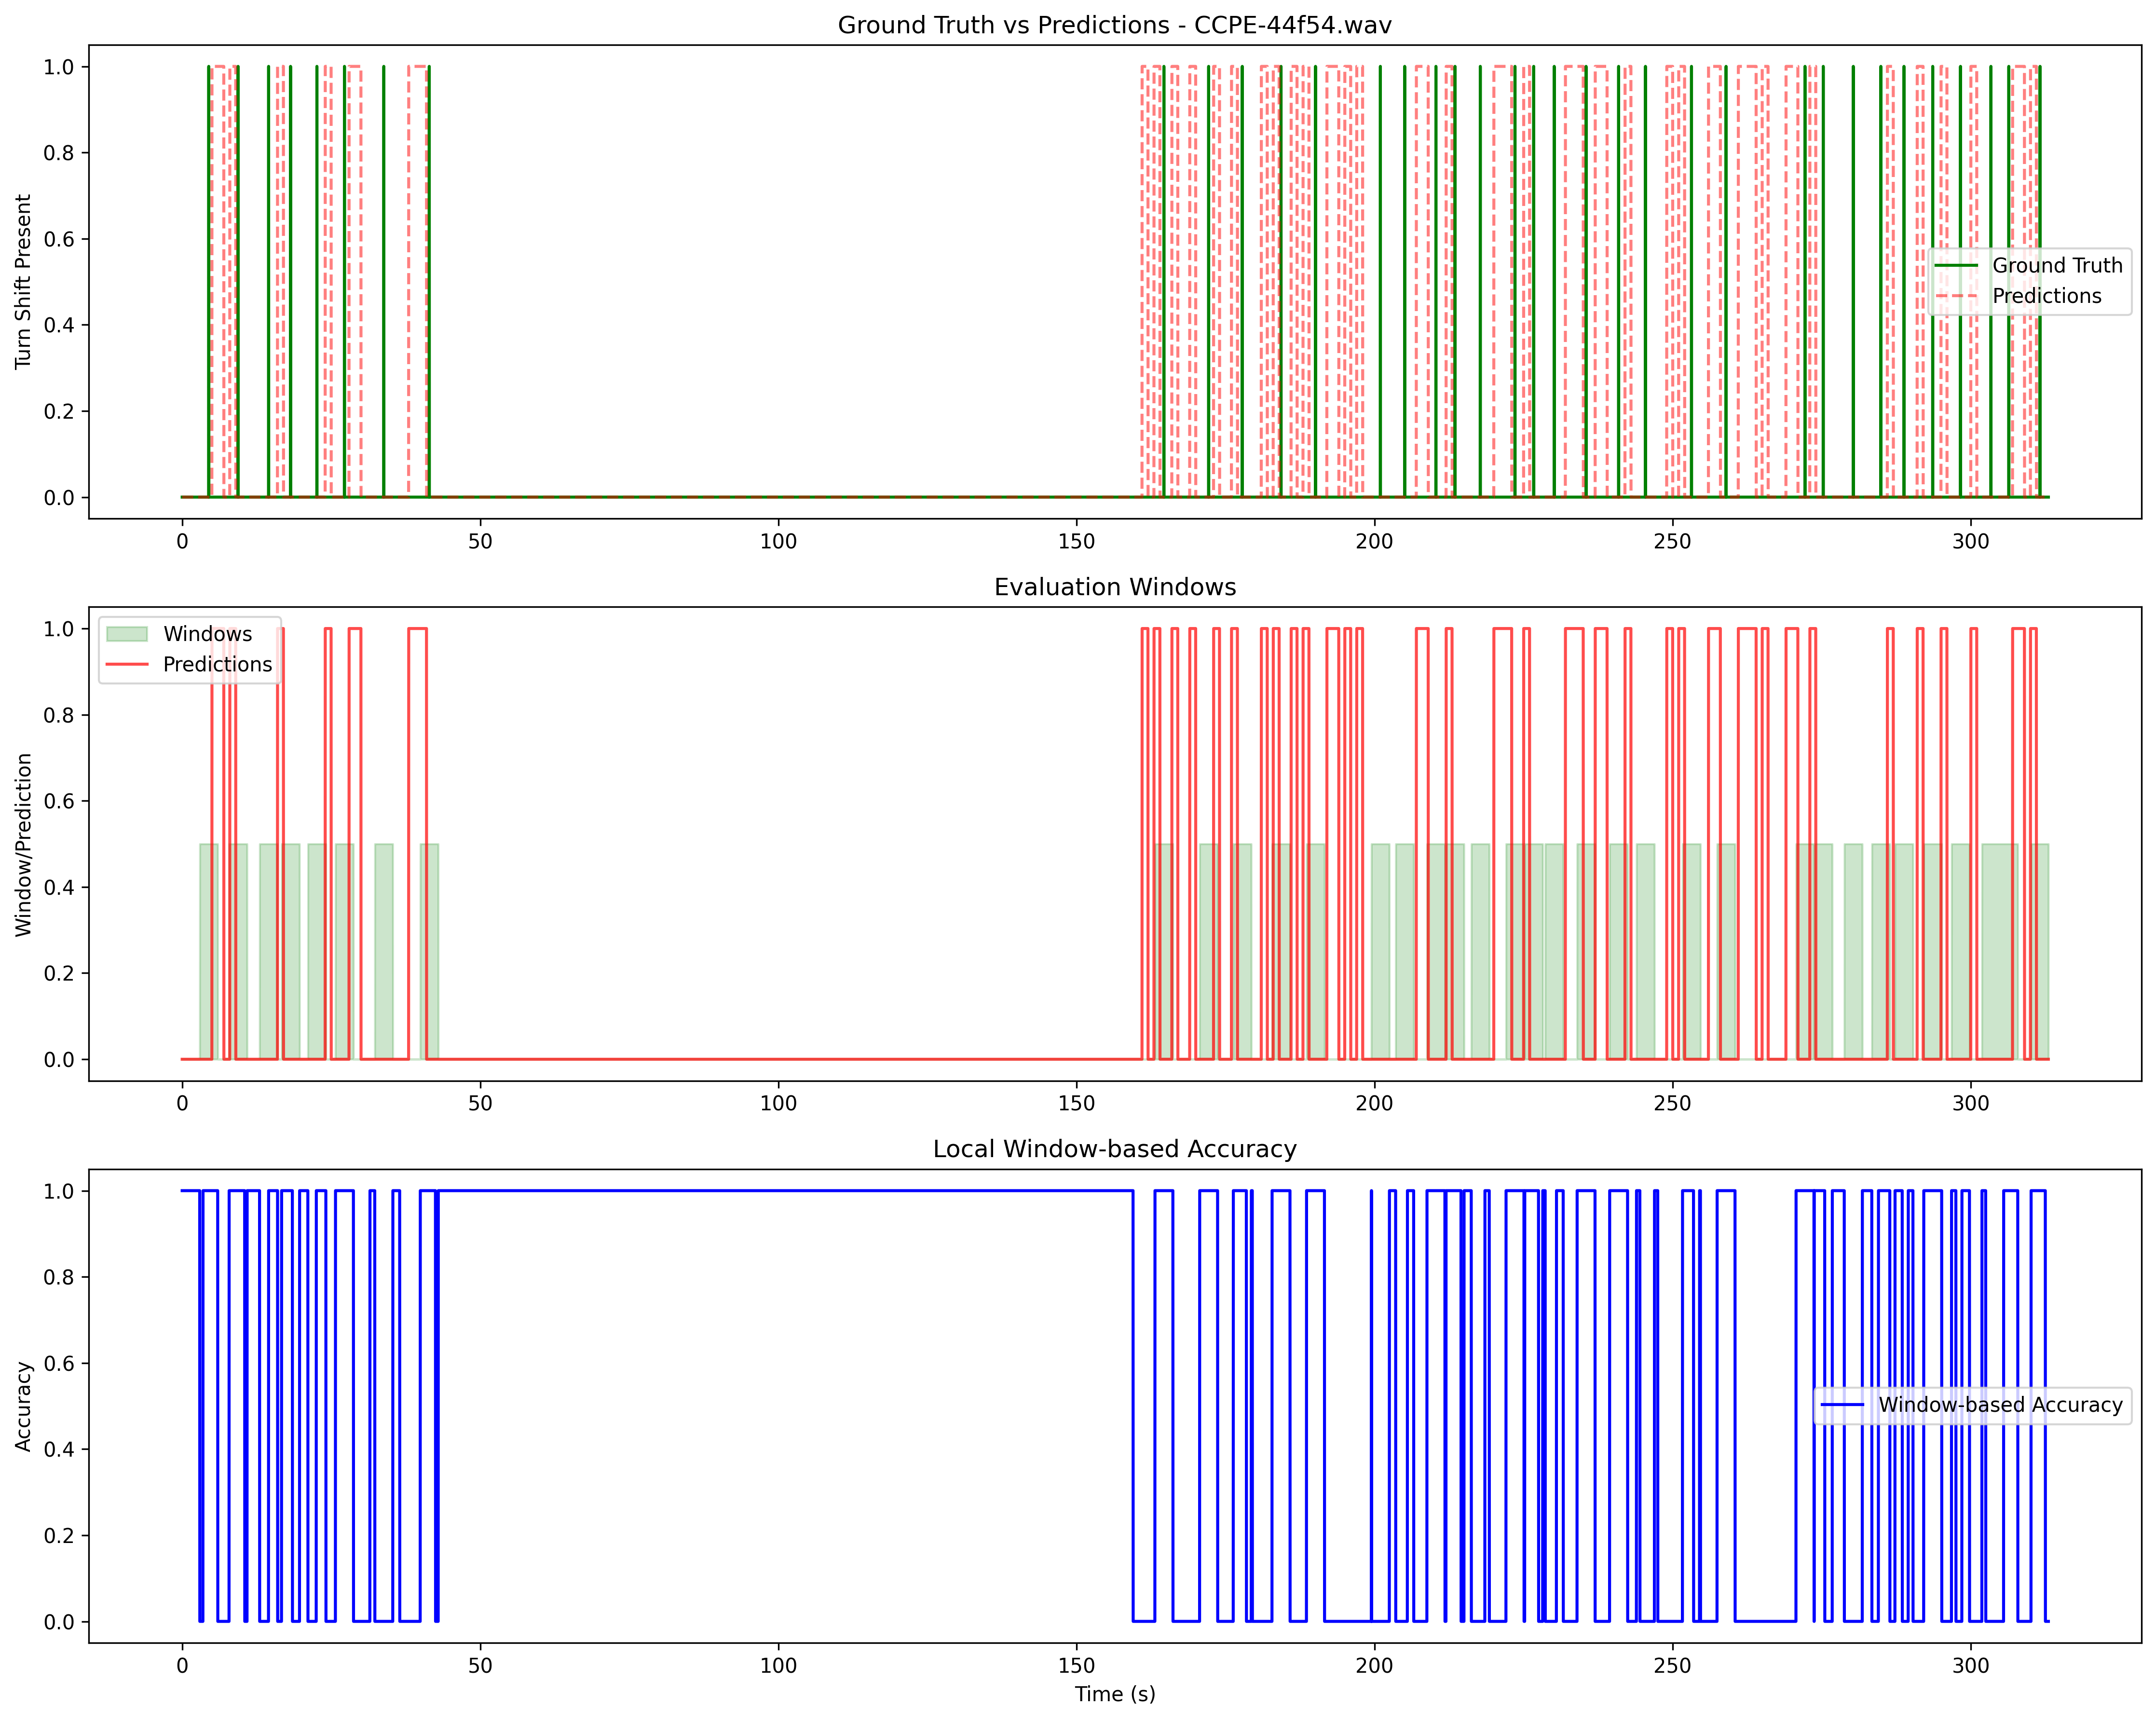 Ground Truth vs Predictions - CCPE-44f54.wav
Turn Shift Present
1.0
0.8
0.6
0.4
0.2
0.0
Ground Truth
Predictions
0 50 100 150 200 250 300
Evaluation Windows
Window/Prediction
1.0
0.8
0.6
0.4
0.2
0.0
Windows
Predictions
0 50 100 150 200 250 300
Local Window-based Accuracy
Accuracy
1.0
0.8
0.6
0.4
0.2
0.0
Window-based Accuracy
0 50 100 150 200 250 300
Time (s)